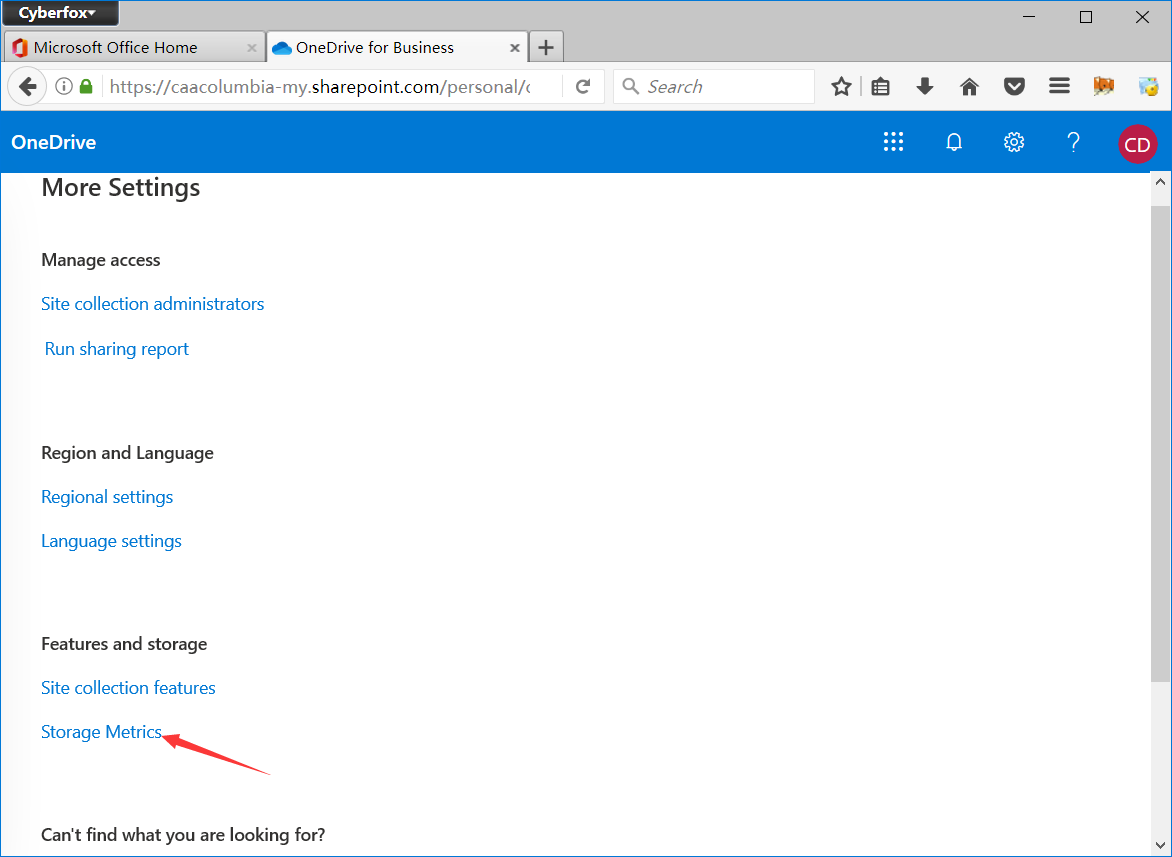 Cyberfox
Microsoft Office Home
OneDrive for Business
https://caacolumbia-my.sharepoint.com/personal/c
Search
OneDrive
?
CD
More Settings
Manage access
Site collection administrators
Run sharing report
Region and Language
Regional settings
Language settings
Features and storage
Site collection features
Storage Metrics
Can't find what you are looking for?